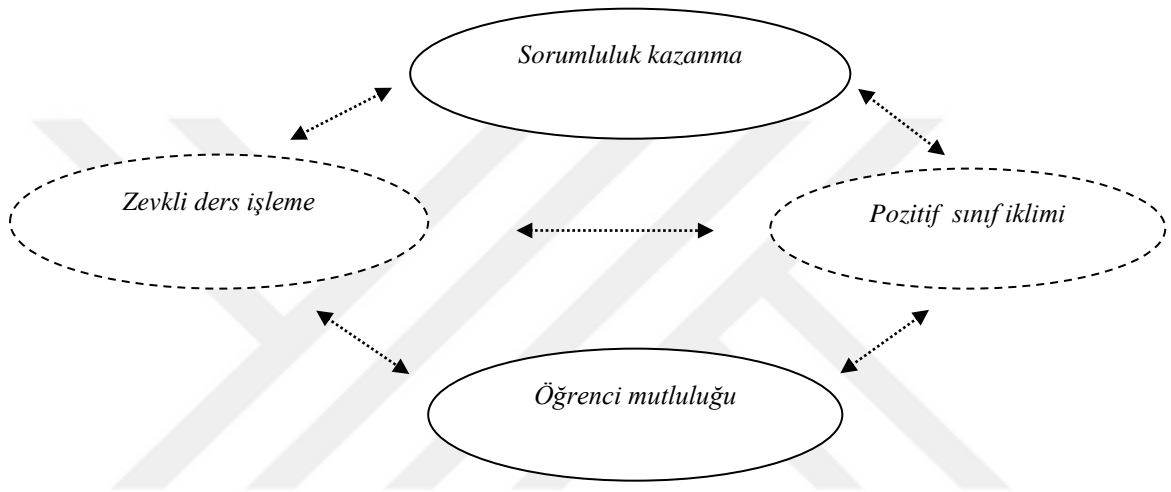 Sorumluluk kazanma
Zevkli ders işleme
Pozitif sınıf iklimi
Öğrenci mutluluğu